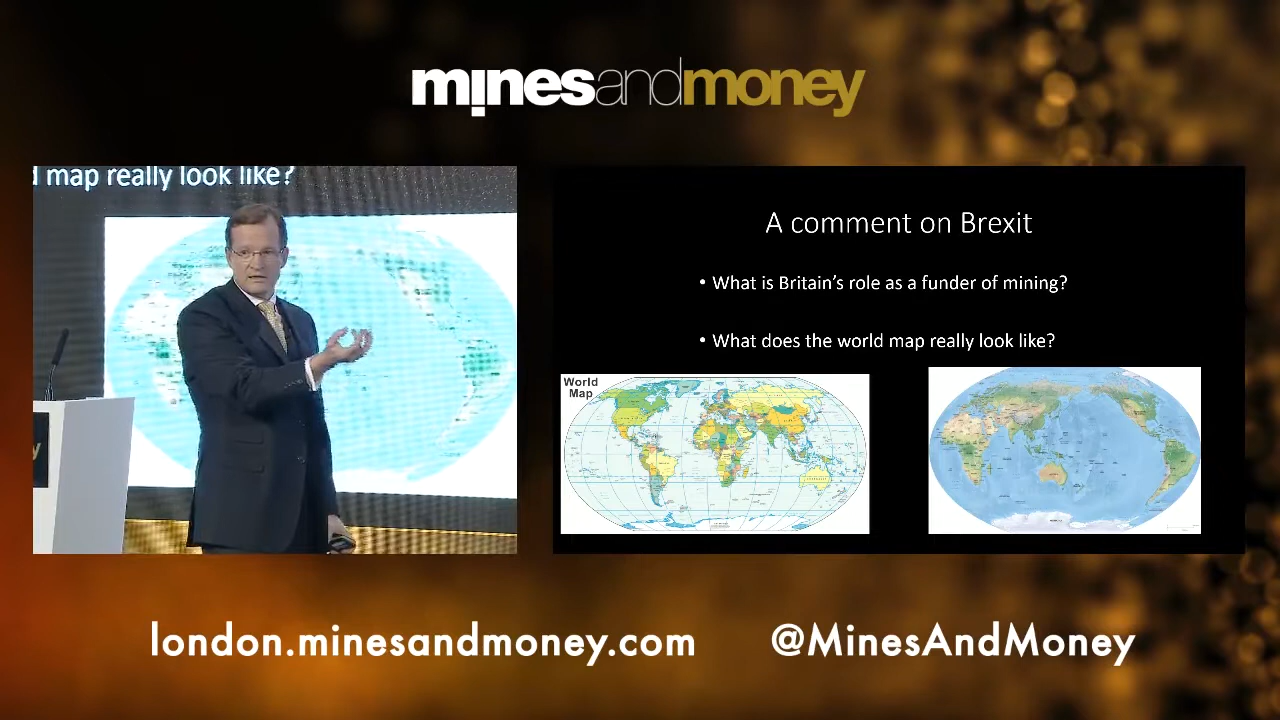 minesandmoney
map really look like?
A comment on Brexit
• What is Britain's role as a funder of mining?
• What does the world map really look like?
World
Map
london.minesandmoney.com
@MinesAndMoney